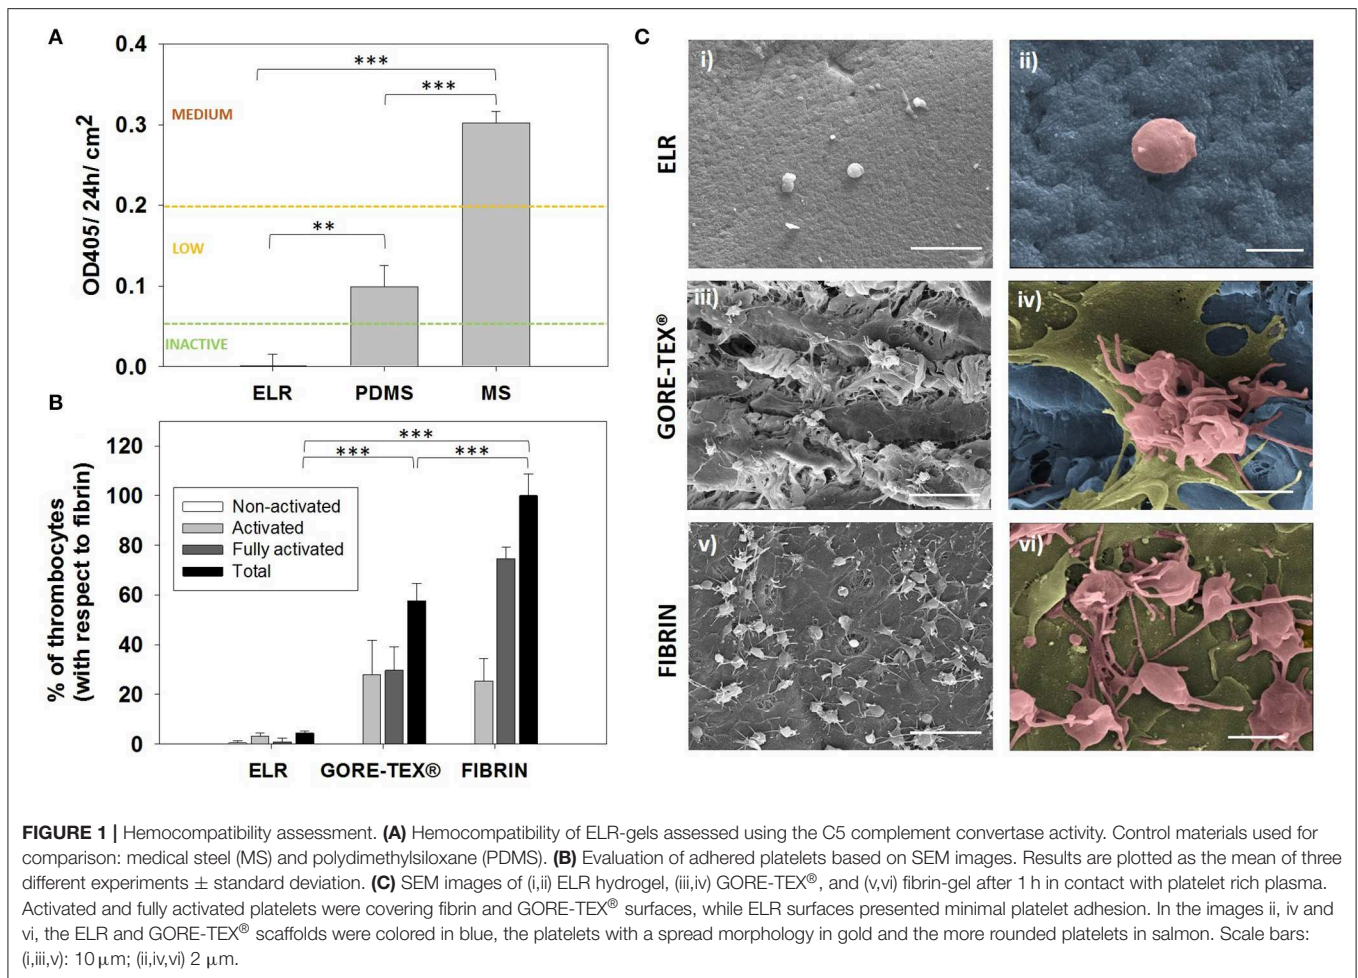 A
0.4
0.3
0.2
0.1
0.0
OD405/ 24h/ cm2
MEDIUM
LOW
INACTIVE
***
***
**
ELR PDMS MS
B
120
100
80
60
40
20
0
% of thrombocytes
(with respect to fibrin)
***
***
***
Non-activated
Activated
Fully activated
Total
ELR GORE-TEX® FIBRIN
C
ELR
i)
ii)
GORE-TEX®
iii)
iv)
FIBRIN
v)
vi)
FIGURE 1 | Hemocompatibility assessment. (A) Hemocompatibility of ELR-gels assessed using the C5 complement convertase activity. Control materials used for
comparison: medical steel (MS) and polydimethylsiloxane (PDMS). (B) Evaluation of adhered platelets based on SEM images. Results are plotted as the mean of three
different experiments ± standard deviation. (C) SEM images of (i,ii) ELR hydrogel, (iii,iv) GORE-TEX®, and (v,vi) fibrin-gel after 1 h in contact with platelet rich plasma.
Activated and fully activated platelets were covering fibrin and GORE-TEX® surfaces, while ELR surfaces presented minimal platelet adhesion. In the images ii, iv and
vi, the ELR and GORE-TEX® scaffolds were colored in blue, the platelets with a spread morphology in gold and the more rounded platelets in salmon. Scale bars:
(i,iii,v): 10 μm; (ii,iv,vi) 2 μm.